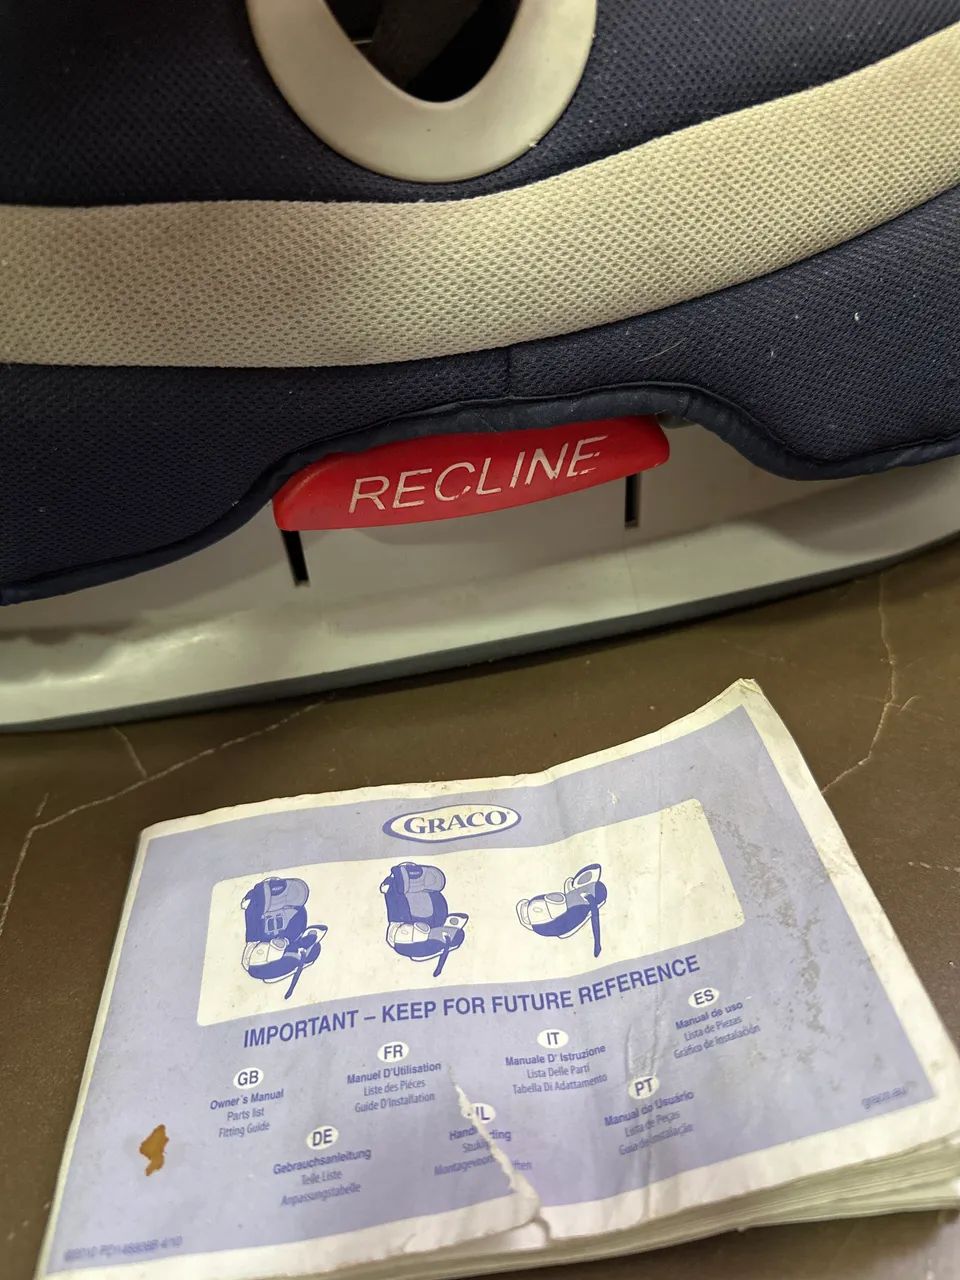 RECLINE
GRACO®
IMPORTANT – KEEP FOR FUTURE REFERENCE
GB
Owner's Manual
Parts list
Fitting Guide
FR
Manuel D'Utilisation
Liste des Pièces
Guide D'Installation
IT
Manuale D' Istruzione
Lista Delle Parti
Tabella Di Adattamento
ES
Manual de uso
Lista de Piezas
Gráfico de Instalación
DE
Gebrauchsanleitung
Teile Liste
Anpassungstabelle
PT
Manual do Usuário
Lista de Peças
Guia de Instalação
graco.eu